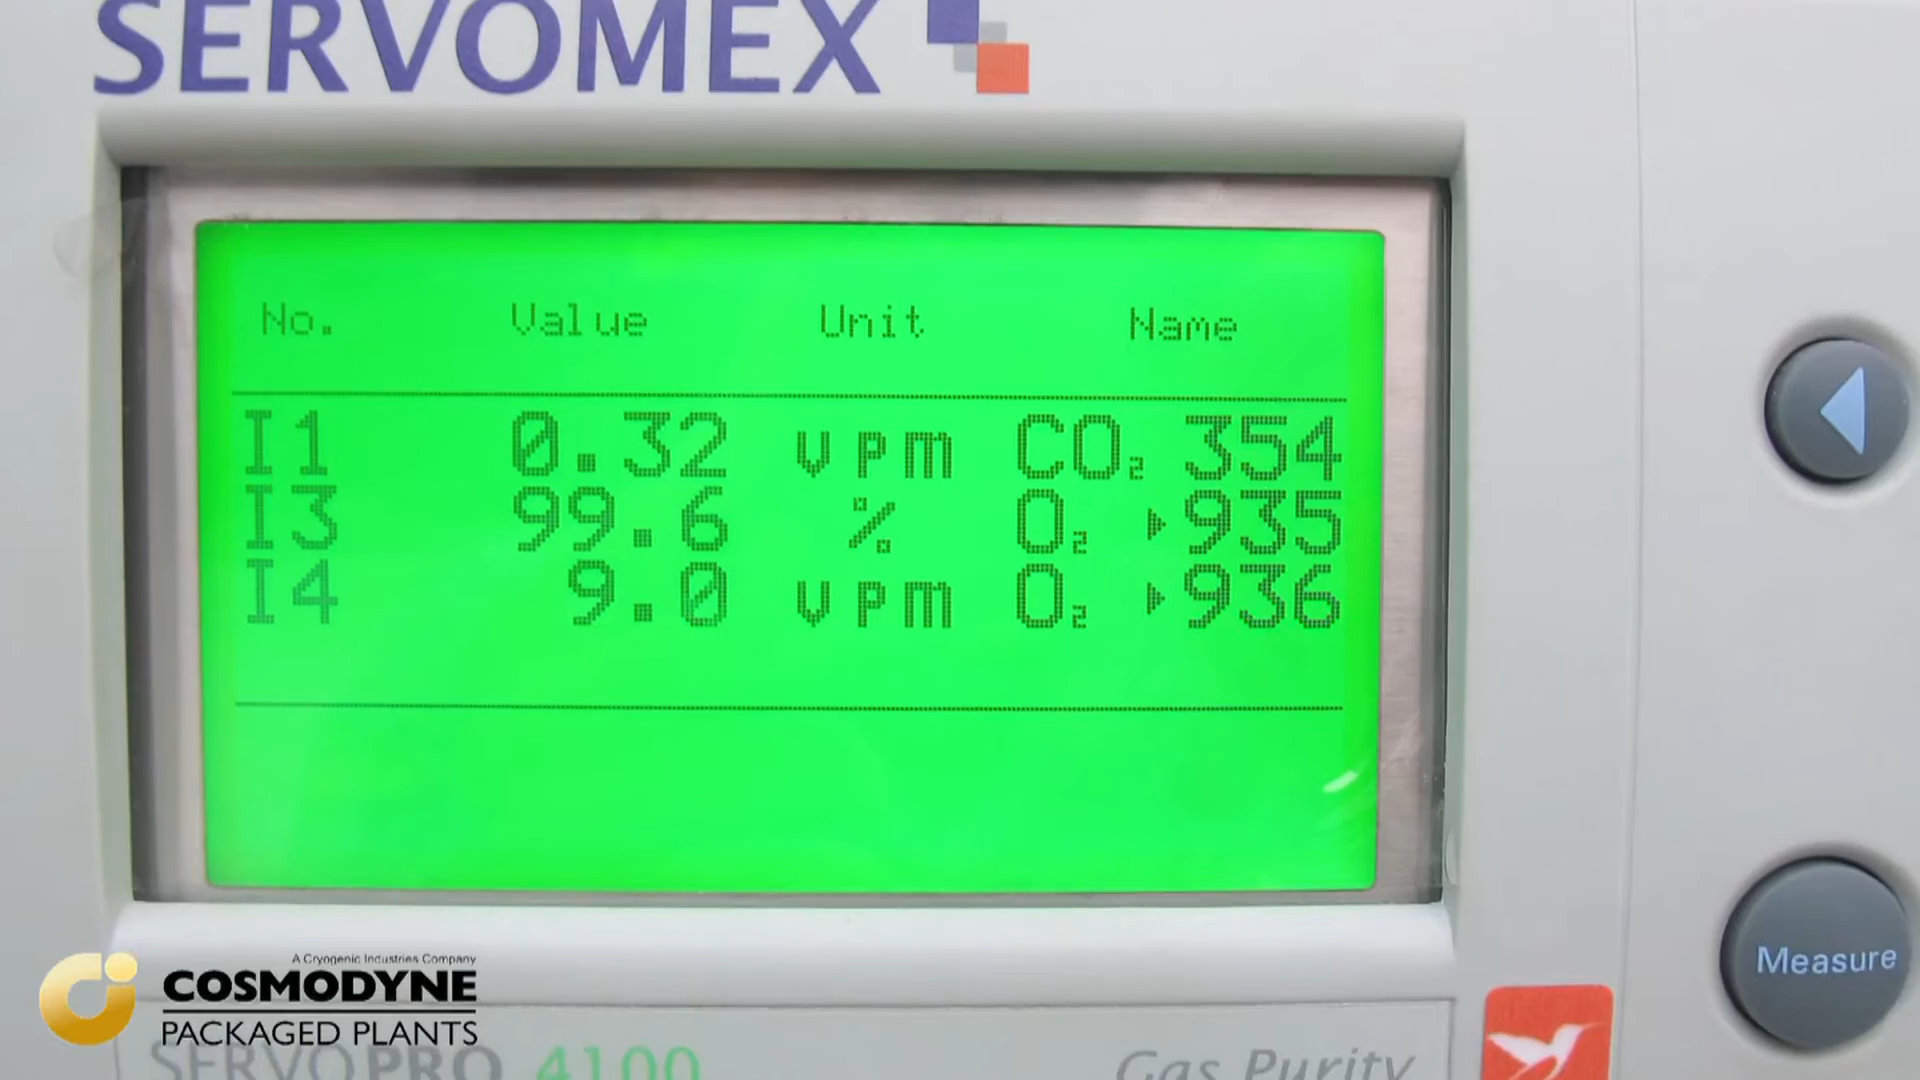 SERVOMEX
No. Value Unit Name
I1 0.32 vpm CO₂ 354
I3 99.6 % O₂ ▸935
I4 9.0 vpm O₂ ▸936
Measure
A Cryogenic Industries Company
COSMODYNE
PACKAGED PLANTS
SERVOPRO 4100 Gas Purity